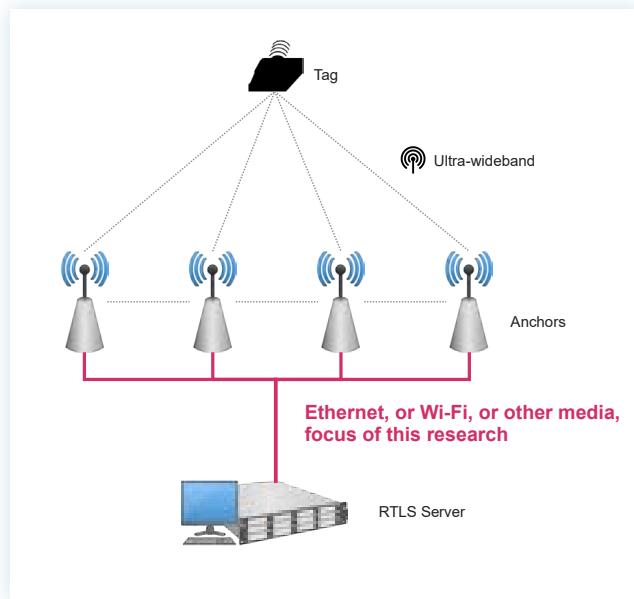 Tag
Ultra-wideband
Anchors
Ethernet, or Wi-Fi, or other media,
focus of this research
RTLS Server